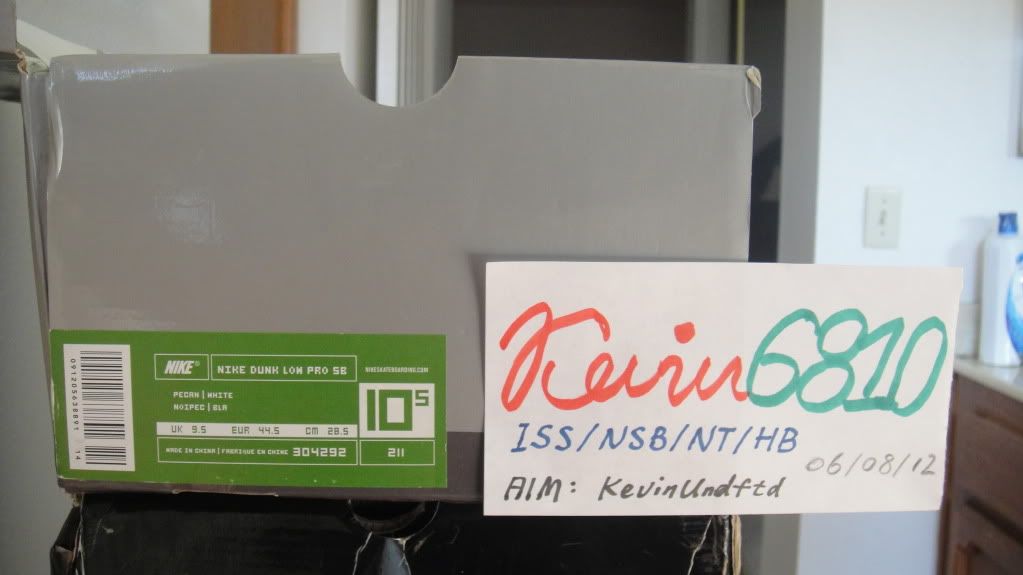 NIKE® NIKE DUNK LOW PRO SB NIKESKATEBOARDING.COM
PECAN | WHITE
NOIPEC | BLA
UK 9.5 EUR 44.5 CM 28.5
10 5
MADE IN CHINA | FABRIQUE EN CHINE 304292 211
091205638891 14
Kevin6810
ISS/NSB/NT/HB
06/08/12
AIM: KevinUndftd